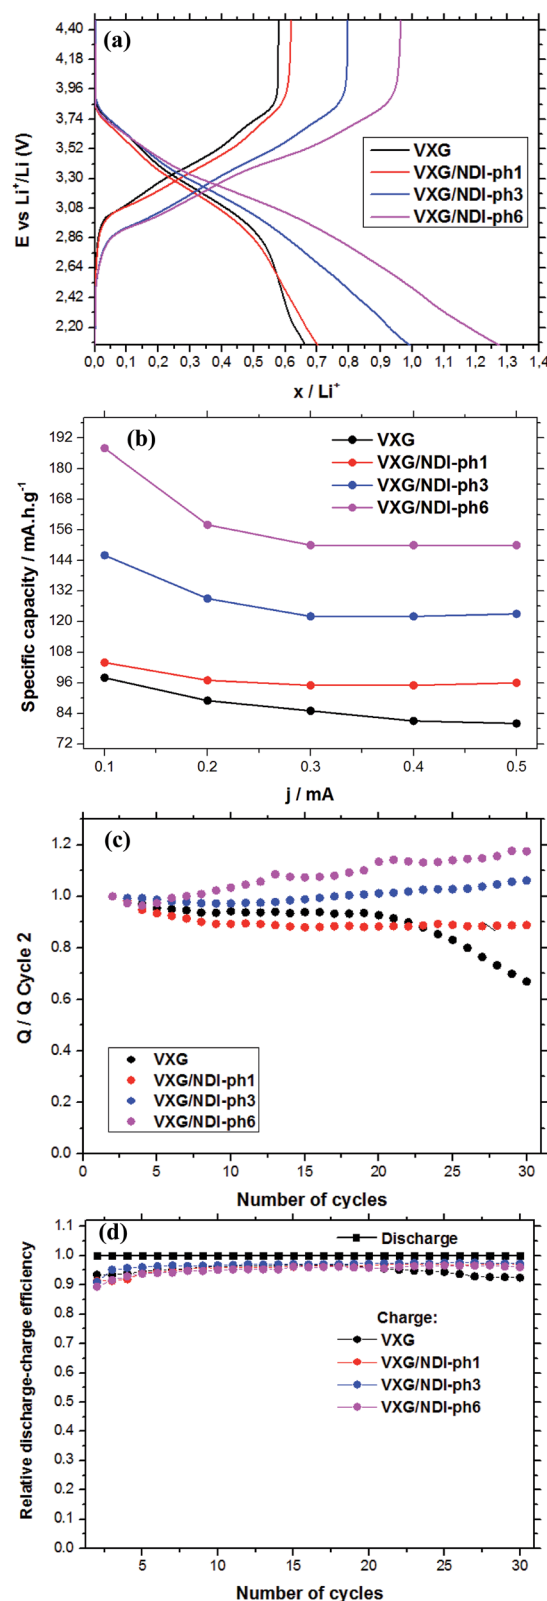 (a)
E vs Li⁺/Li (V)
4,40
4,18
3,96
3,74
3,52
3,30
3,08
2,86
2,64
2,42
2,20
VXG
VXG/NDI-ph1
VXG/NDI-ph3
VXG/NDI-ph6
0,0 0,1 0,2 0,3 0,4 0,5 0,6 0,7 0,8 0,9 1,0 1,1 1,2 1,3 1,4
x / Li⁺
(b)
Specific capacity / mA.h.g⁻¹
192
180
168
156
144
132
120
108
96
84
72
VXG
VXG/NDI-ph1
VXG/NDI-ph3
VXG/NDI-ph6
0.1 0.2 0.3 0.4 0.5
j / mA
(c)
Q / Q Cycle 2
1.2
1.0
0.8
0.6
0.4
0.2
0.0
VXG
VXG/NDI-ph1
VXG/NDI-ph3
VXG/NDI-ph6
0 5 10 15 20 25 30
Number of cycles
(d)
Relative discharge-charge efficiency
1.1
1.0
0.9
0.8
0.7
0.6
0.5
0.4
0.3
0.2
0.1
0.0
Discharge
Charge:
VXG
VXG/NDI-ph1
VXG/NDI-ph3
VXG/NDI-ph6
5 10 15 20 25 30
Number of cycles